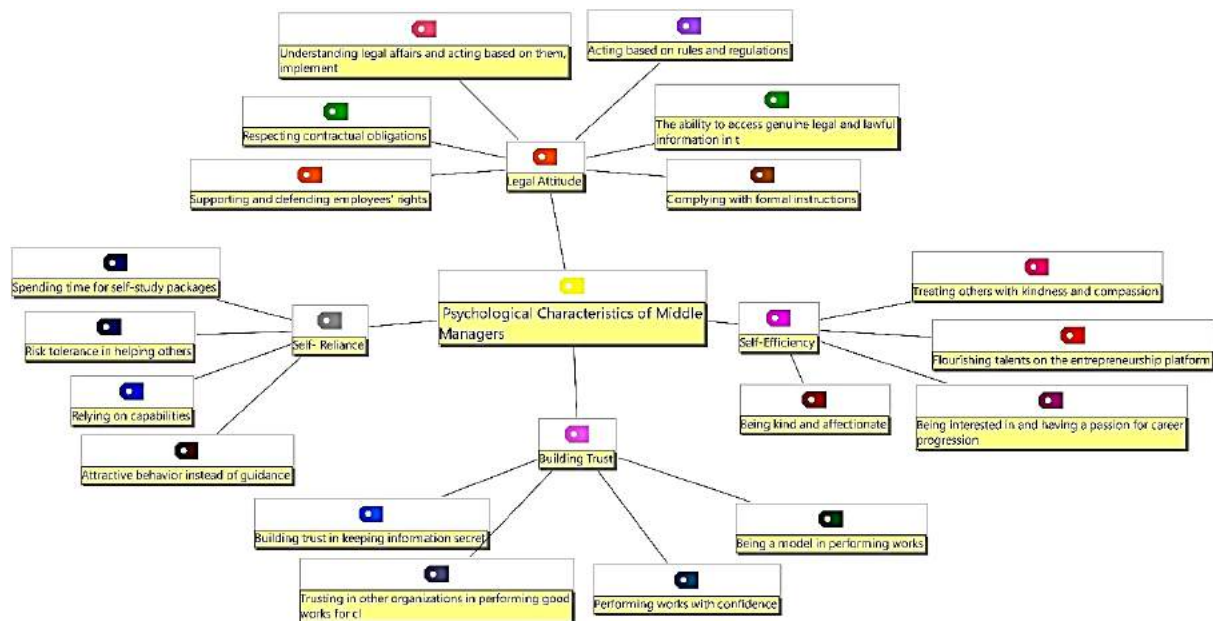 Understanding legal affairs and acting based on them,
implement
Acting based on rules and regulations
Respecting contractual obligations
The ability to access genuine legal and lawful
information in t
Legal Attitude
Supporting and defending employees' rights
Complying with formal instructions
Spending time for self-study packages
Psychological Characteristics of Middle
Managers
Treating others with kindness and compassion
Risk tolerance in helping others
Self- Reliance
Self-Efficiency
Flourishing talents on the entrepreneurship platform
Relying on capabilities
Being kind and affectionate
Being interested in and having a passion for career
progression
Attractive behavior instead of guidance
Building Trust
Building trust in keeping information secret
Being a model in performing works
Trusting in other organizations in performing good
works for cl
Performing works with confidence